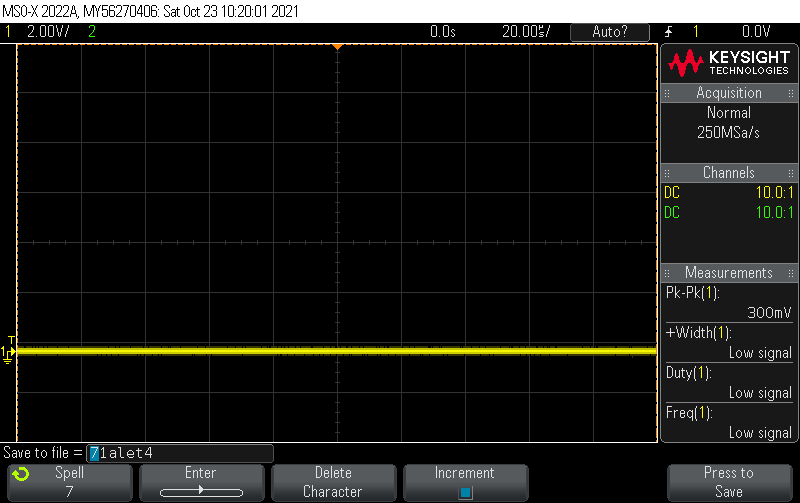 MSO-X 2022A, MY56270406: Sat Oct 23 10:20:01 2021
1 2.00V/ 2 0.0s 20.00us/ Auto? 1 0.0V
KEYSIGHT
TECHNOLOGIES
Acquisition
Normal
250MSa/s
Channels
DC 10.0:1
DC 10.0:1
Measurements
Pk-Pk(1):
300mV
+Width(1):
Low signal
Duty(1):
Low signal
Freq(1):
Low signal
T
1
Save to file = 71alet4
Spell
7
Enter
Delete
Character
Increment
Press to
Save